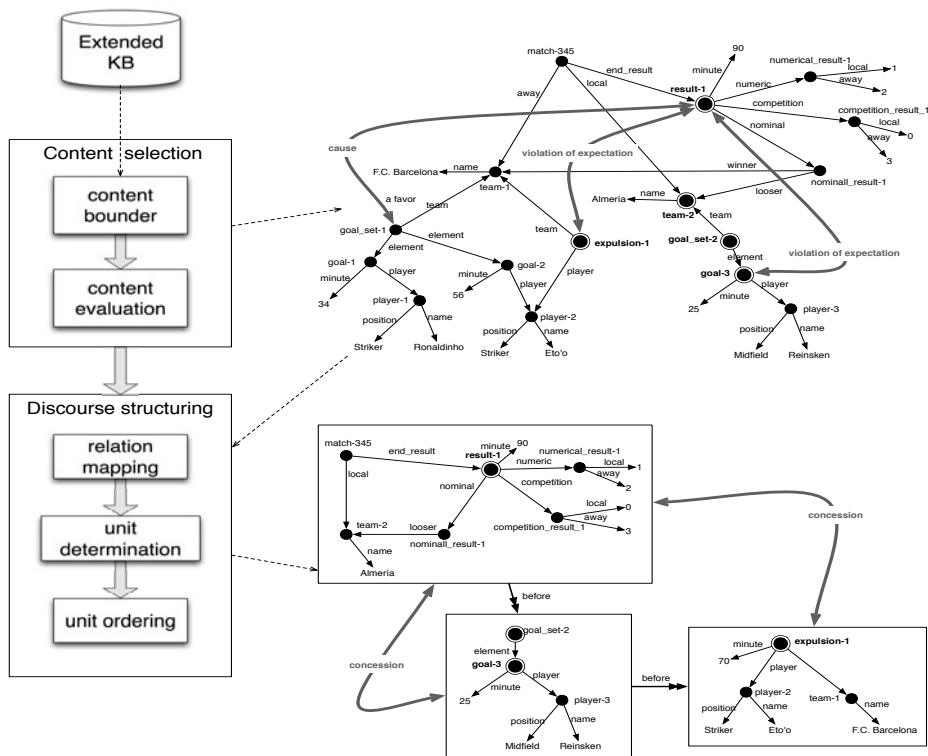 Extended
KB
Content selection
content
bounder
content
evaluation
Discourse structuring
relation
mapping
unit
determination
unit ordering
match-345
end_result
local
away
90
minute
result-1
numeric
numerical_result-1
local
1
away
2
competition
competition_result_1
local
0
away
3
nominal
nominall_result-1
winner
looser
cause
violation of expectation
violation of expectation
F.C. Barcelona
name
team-1
a favor
team
goal_set-1
element
element
goal-1
minute
34
player
player-1
position
name
Striker
Ronaldinho
goal-2
minute
56
player
team
expulsion-1
player
player-2
position
name
Striker
Eto'o
Almería
name
team-2
team
goal_set-2
element
goal-3
minute
25
player
player-3
position
name
Midfield
Reinsken
match-345
end_result
local
minute
90
result-1
numeric
numerical_result-1
local
1
away
2
competition
local
0
away
3
competition_result_1
nominal
team-2
looser
nominall_result-1
name
Almería
concession
before
concession
goal_set-2
element
goal-3
minute
25
player
player-3
position
name
Midfield
Reinsken
before
minute
expulsion-1
70
player
player-2
team-1
position
name
name
Striker
Eto'o
F.C. Barcelona